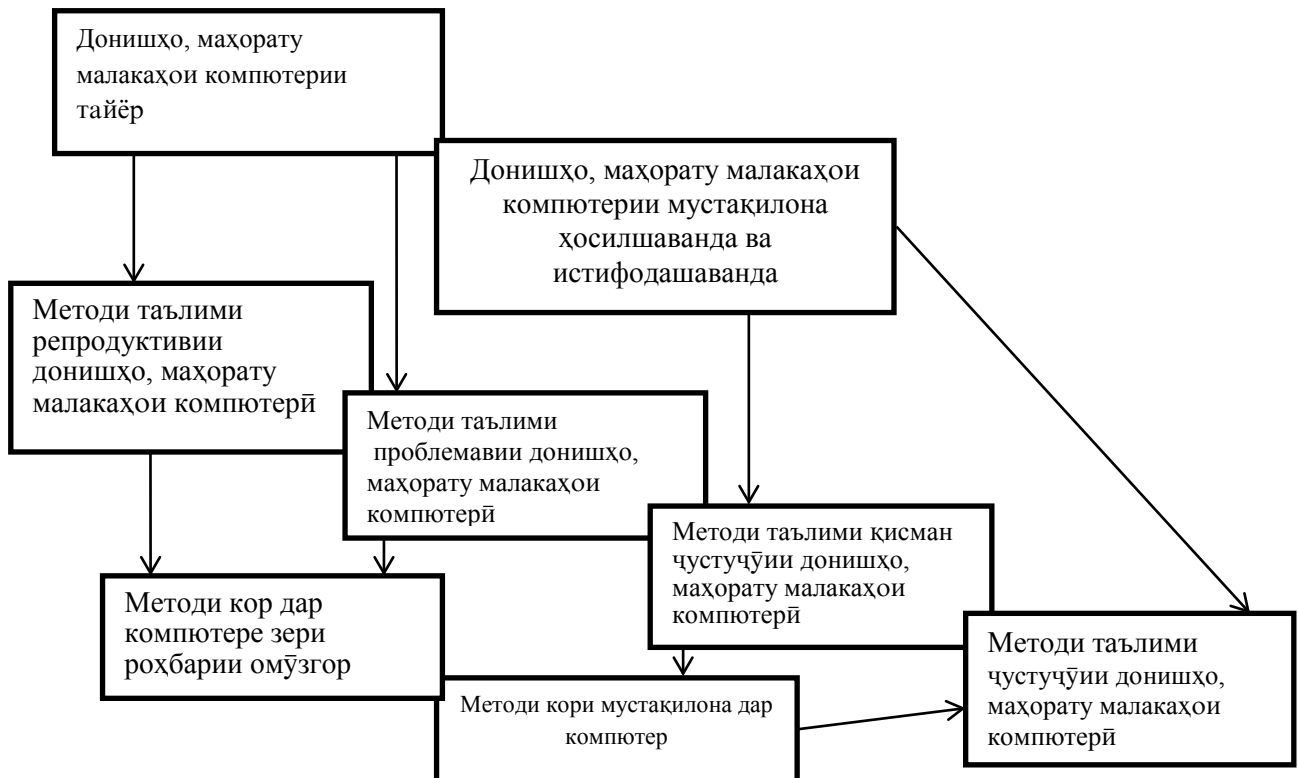 Донишҳо, маҳорату
малакаҳои компютерии
тайёр
Донишҳо, маҳорату малакаҳои
компютерии мустақилона
ҳосилшаванда ва
истифодашаванда
Методи таълими
репродуктивии
донишҳо, маҳорату
малакаҳои компютерӣ
Методи таълими
проблемавии донишҳо,
маҳорату малакаҳои
компютерӣ
Методи таълими қисман
ҷустуҷӯии донишҳо,
маҳорату малакаҳои
компютерӣ
Методи кор дар
компютере зери
роҳбарии омӯзгор
Методи таълими
ҷустуҷӯии донишҳо,
маҳорату малакаҳои
компютерӣ
Методи кори мустақилона дар
компютер